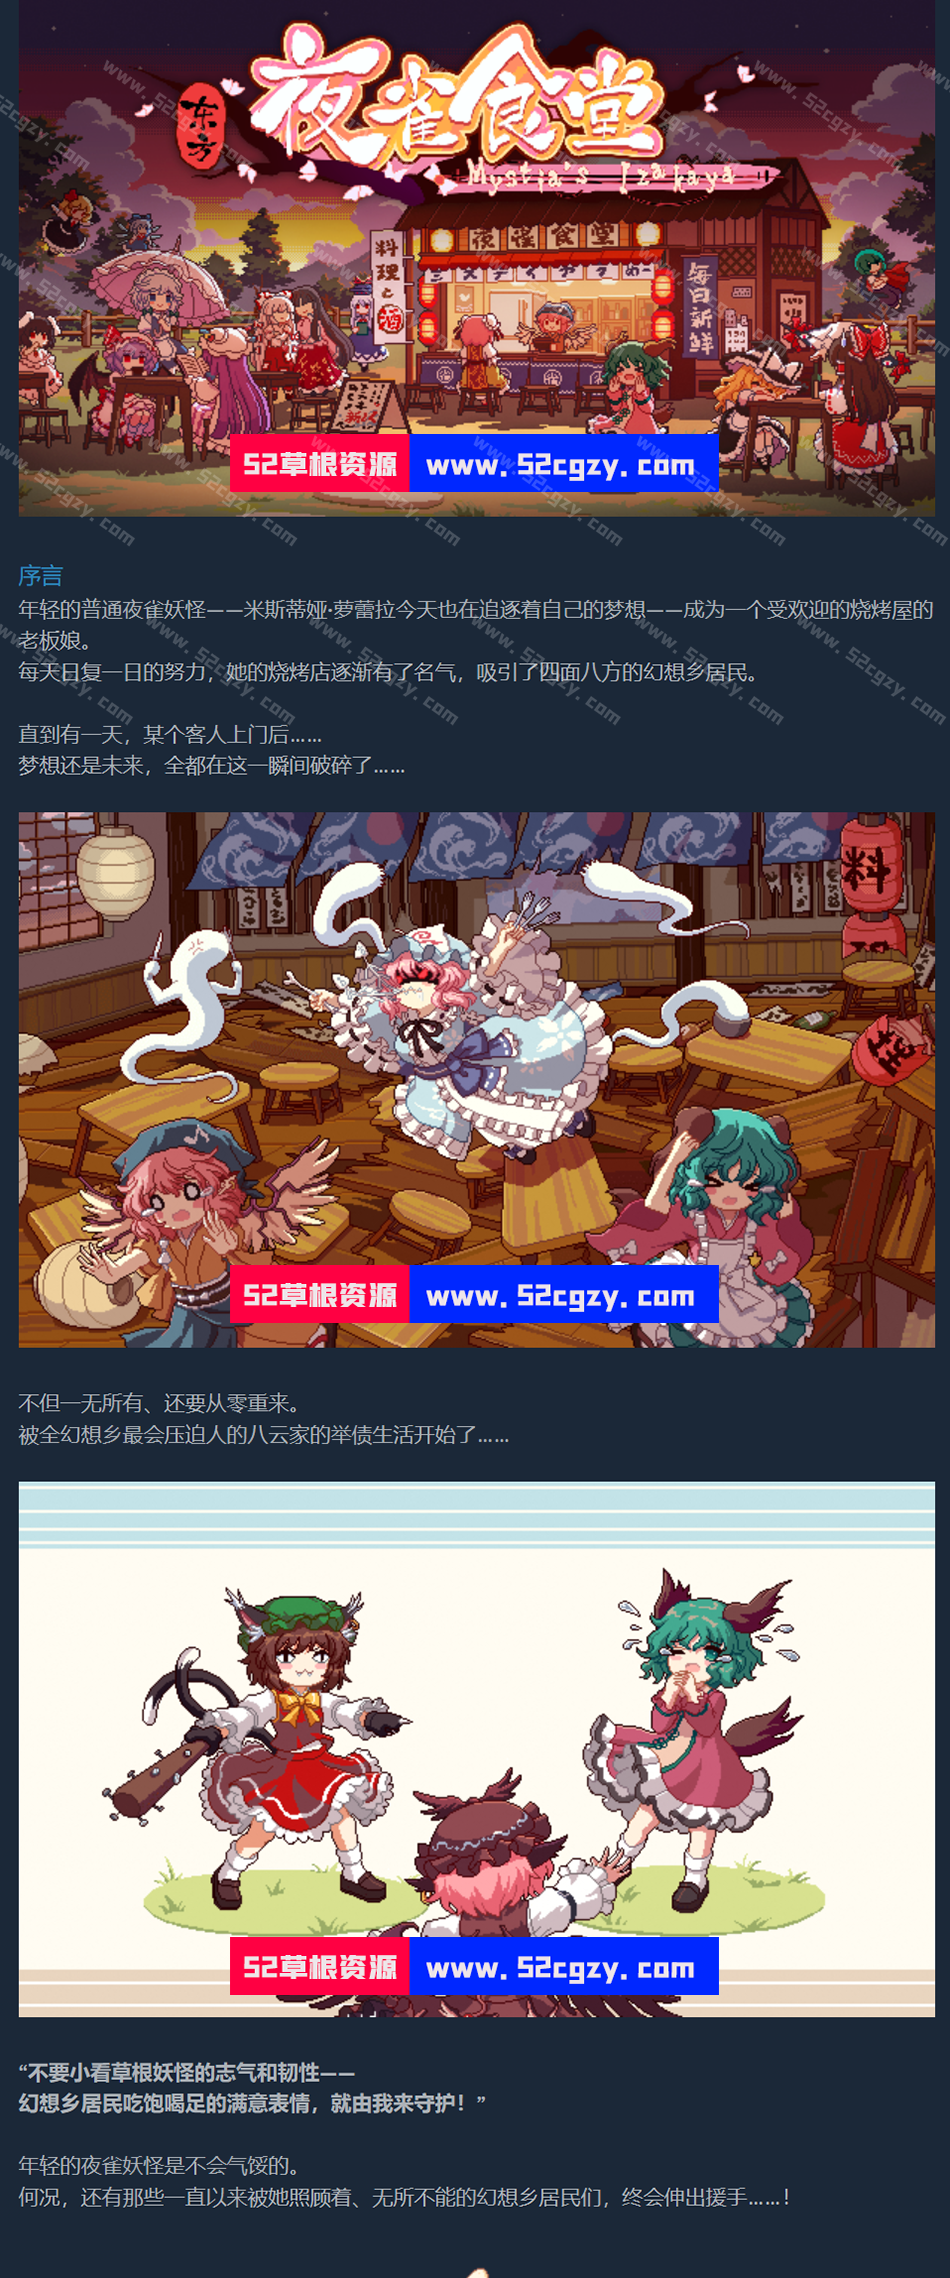 东方
夜雀食堂
Mystia's Izakaya
夜雀食堂
料理と酒
ミスティアでめ
毎日新鮮
52草根资源 www.52cgzy.com
序言
年轻的普通夜雀妖怪——米斯蒂娅·萝蕾拉今天也在追逐着自己的梦想——成为一个受欢迎的烧烤屋的
老板娘。
每天日复一日的努力，她的烧烤店逐渐有了名气，吸引了四面八方的幻想乡居民。
直到有一天，某个客人上门后……
梦想还是未来，全都在这一瞬间破碎了……
料
52草根资源 www.52cgzy.com
不但一无所有、还要从零重来。
被全幻想乡最会压迫人的八云家的举债生活开始了……
52草根资源 www.52cgzy.com
“不要小看草根妖怪的志气和韧性——
幻想乡居民吃饱喝足的满意表情，就由我来守护！”
年轻的夜雀妖怪是不会气馁的。
何况，还有那些一直以来被她照顾着、无所不能的幻想乡居民们，终会伸出援手……！